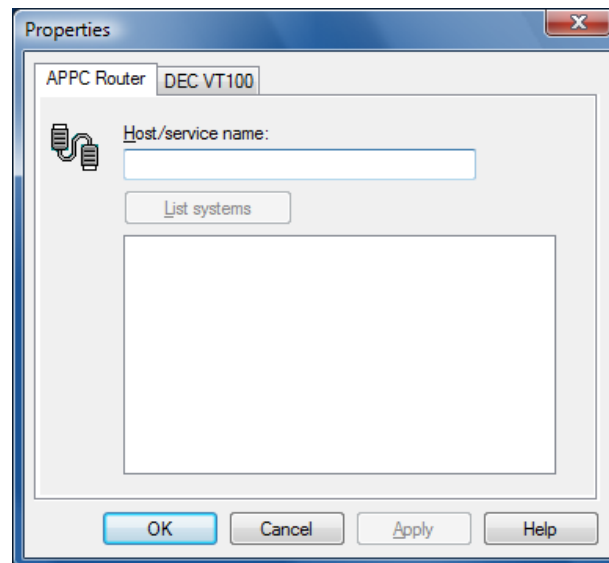 Properties
APPC Router DEC VT100
Host/service name:
List systems
OK Cancel Apply Help